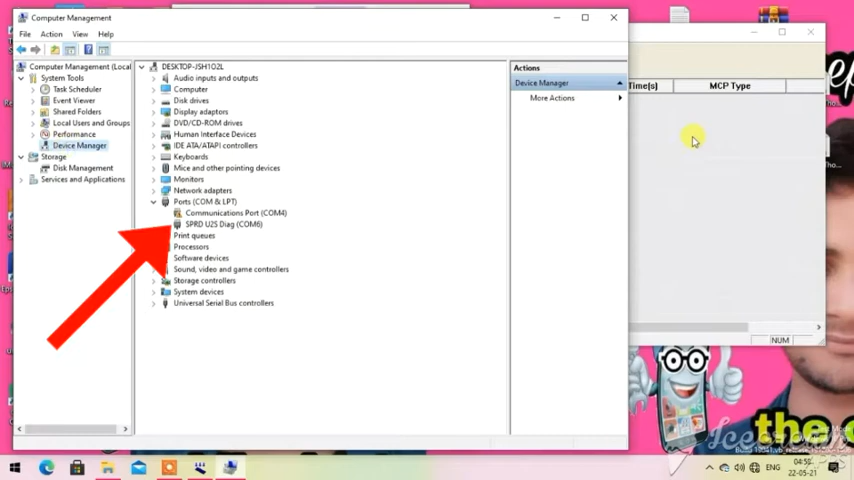 Computer Management
File Action View Help
Computer Management (Local
System Tools
Task Scheduler
Event Viewer
Shared Folders
Local Users and Groups
Performance
Device Manager
Storage
Disk Management
Services and Applications
DESKTOP-JSH1O2L
Audio inputs and outputs
Computer
Disk drives
Display adaptors
DVD/CD-ROM drives
Human Interface Devices
IDE ATA/ATAPI controllers
Keyboards
Mice and other pointing devices
Monitors
Network adapters
Ports (COM & LPT)
Communications Port (COM4)
SPRD U2S Diag (COM6)
Print queues
Processors
Software devices
Sound, video and game controllers
Storage controllers
System devices
Universal Serial Bus controllers
Actions
Device Manager
More Actions
Time(s) MCP Type
NUM
the
Icecream
ENG
04:50
22-05-21